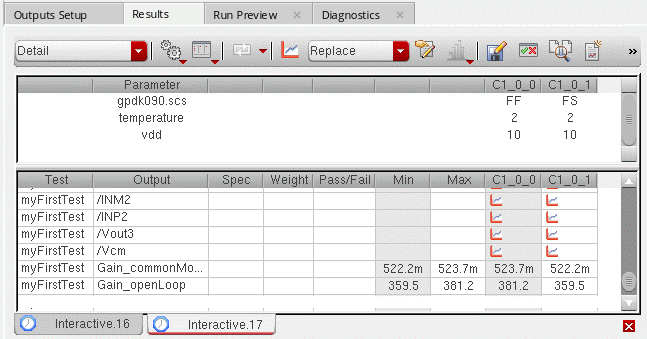 Outputs Setup Results Run Preview Diagnostics
Detail Replace
Parameter C1_0_0 C1_0_1
gpdk090.scs FF FS
temperature 2 2
vdd 10 10
Test Output Spec Weight Pass/Fail Min Max C1_0_0 C1_0_1
myFirstTest /INM2
myFirstTest /INP2
myFirstTest /Vout3
myFirstTest /Vcm
myFirstTest Gain_commonMo... 522.2m 523.7m 523.7m 522.2m
myFirstTest Gain_openLoop 359.5 381.2 381.2 359.5
Interactive.16 Interactive.17